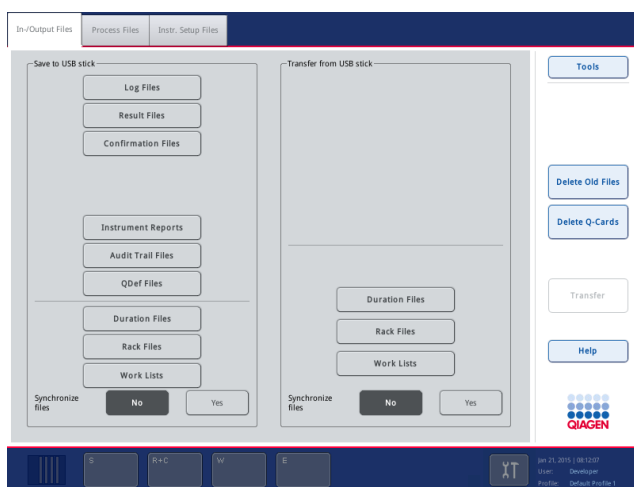 In-/Output Files
Process Files
Instr. Setup Files
Save to USB stick
Log Files
Result Files
Confirmation Files
Instrument Reports
Audit Trail Files
QDef Files
Duration Files
Rack Files
Work Lists
Synchronize
files
No
Yes
Transfer from USB stick
Duration Files
Rack Files
Work Lists
Synchronize
files
No
Yes
Tools
Delete Old Files
Delete Q-Cards
Transfer
Help
QIAGEN
S
R+C
W
E
Jan 21, 2015 | 08:12:07
User: Developer
Profile: Default Profile 1